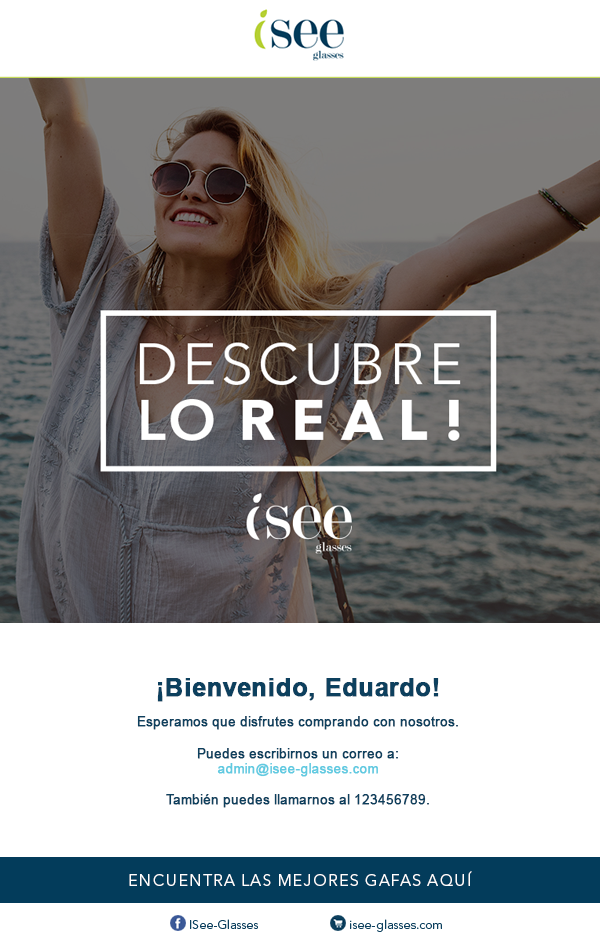 isee
glasses
DESCUBRE
LO REAL!
isee
glasses
¡Bienvenido, Eduardo!
Esperamos que disfrutes comprando con nosotros.
Puedes escribirnos un correo a:
admin@isee-glasses.com
También puedes llamarnos al 123456789.
ENCUENTRA LAS MEJORES GAFAS AQUÍ
ISee-Glasses
isee-glasses.com